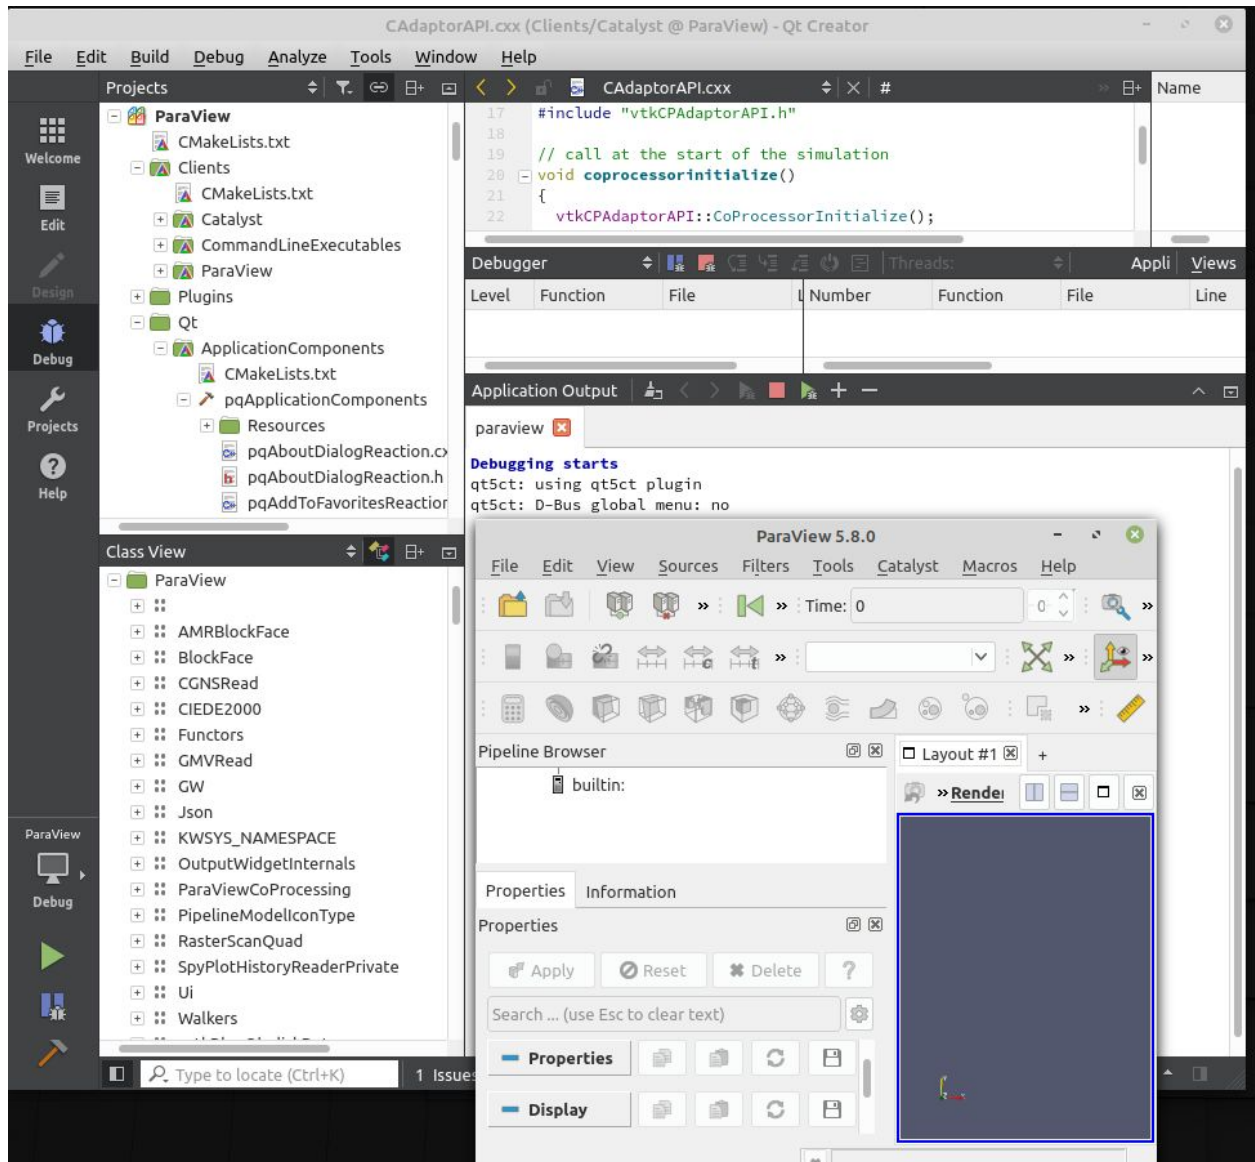 CAdaptorAPI.cxx (Clients/Catalyst @ ParaView) - Qt Creator
File Edit Build Debug Analyze Tools Window Help
Projects
CAdaptorAPI.cxx
#
Name
Welcome
Edit
Design
Debug
Projects
Help
ParaView
CMakeLists.txt
Clients
CMakeLists.txt
Catalyst
CommandLineExecutables
ParaView
Plugins
Qt
ApplicationComponents
CMakeLists.txt
pqApplicationComponents
Resources
pqAboutDialogReaction.cx
pqAboutDialogReaction.h
pqAddToFavoritesReaction
17 #include "vtkCPAdaptorAPI.h"
18
19 // call at the start of the simulation
20 void coprocessorinitialize()
21 {
22 vtkCPAdaptorAPI::CoProcessorInitialize();
Debugger Threads: Appli Views
Level Function File L Number Function File Line
Application Output
paraview
Debugging starts
qt5ct: using qt5ct plugin
qt5ct: D-Bus global menu: no
Class View
ParaView
::
AMRBlockFace
BlockFace
CGNSRead
CIEDE2000
Functors
GMVRead
GW
Json
KWSYS_NAMESPACE
OutputWidgetInternals
ParaViewCoProcessing
PipelineModelIconType
RasterScanQuad
SpyPlotHistoryReaderPrivate
Ui
Walkers
ParaView
Debug
Type to locate (Ctrl+K)
1 Issues
ParaView 5.8.0
File Edit View Sources Filters Tools Catalyst Macros Help
Time: 0 0
Pipeline Browser
builtin:
Layout #1 +
Render
Properties Information
Properties
Apply Reset Delete ?
Search ... (use Esc to clear text)
Properties
Display